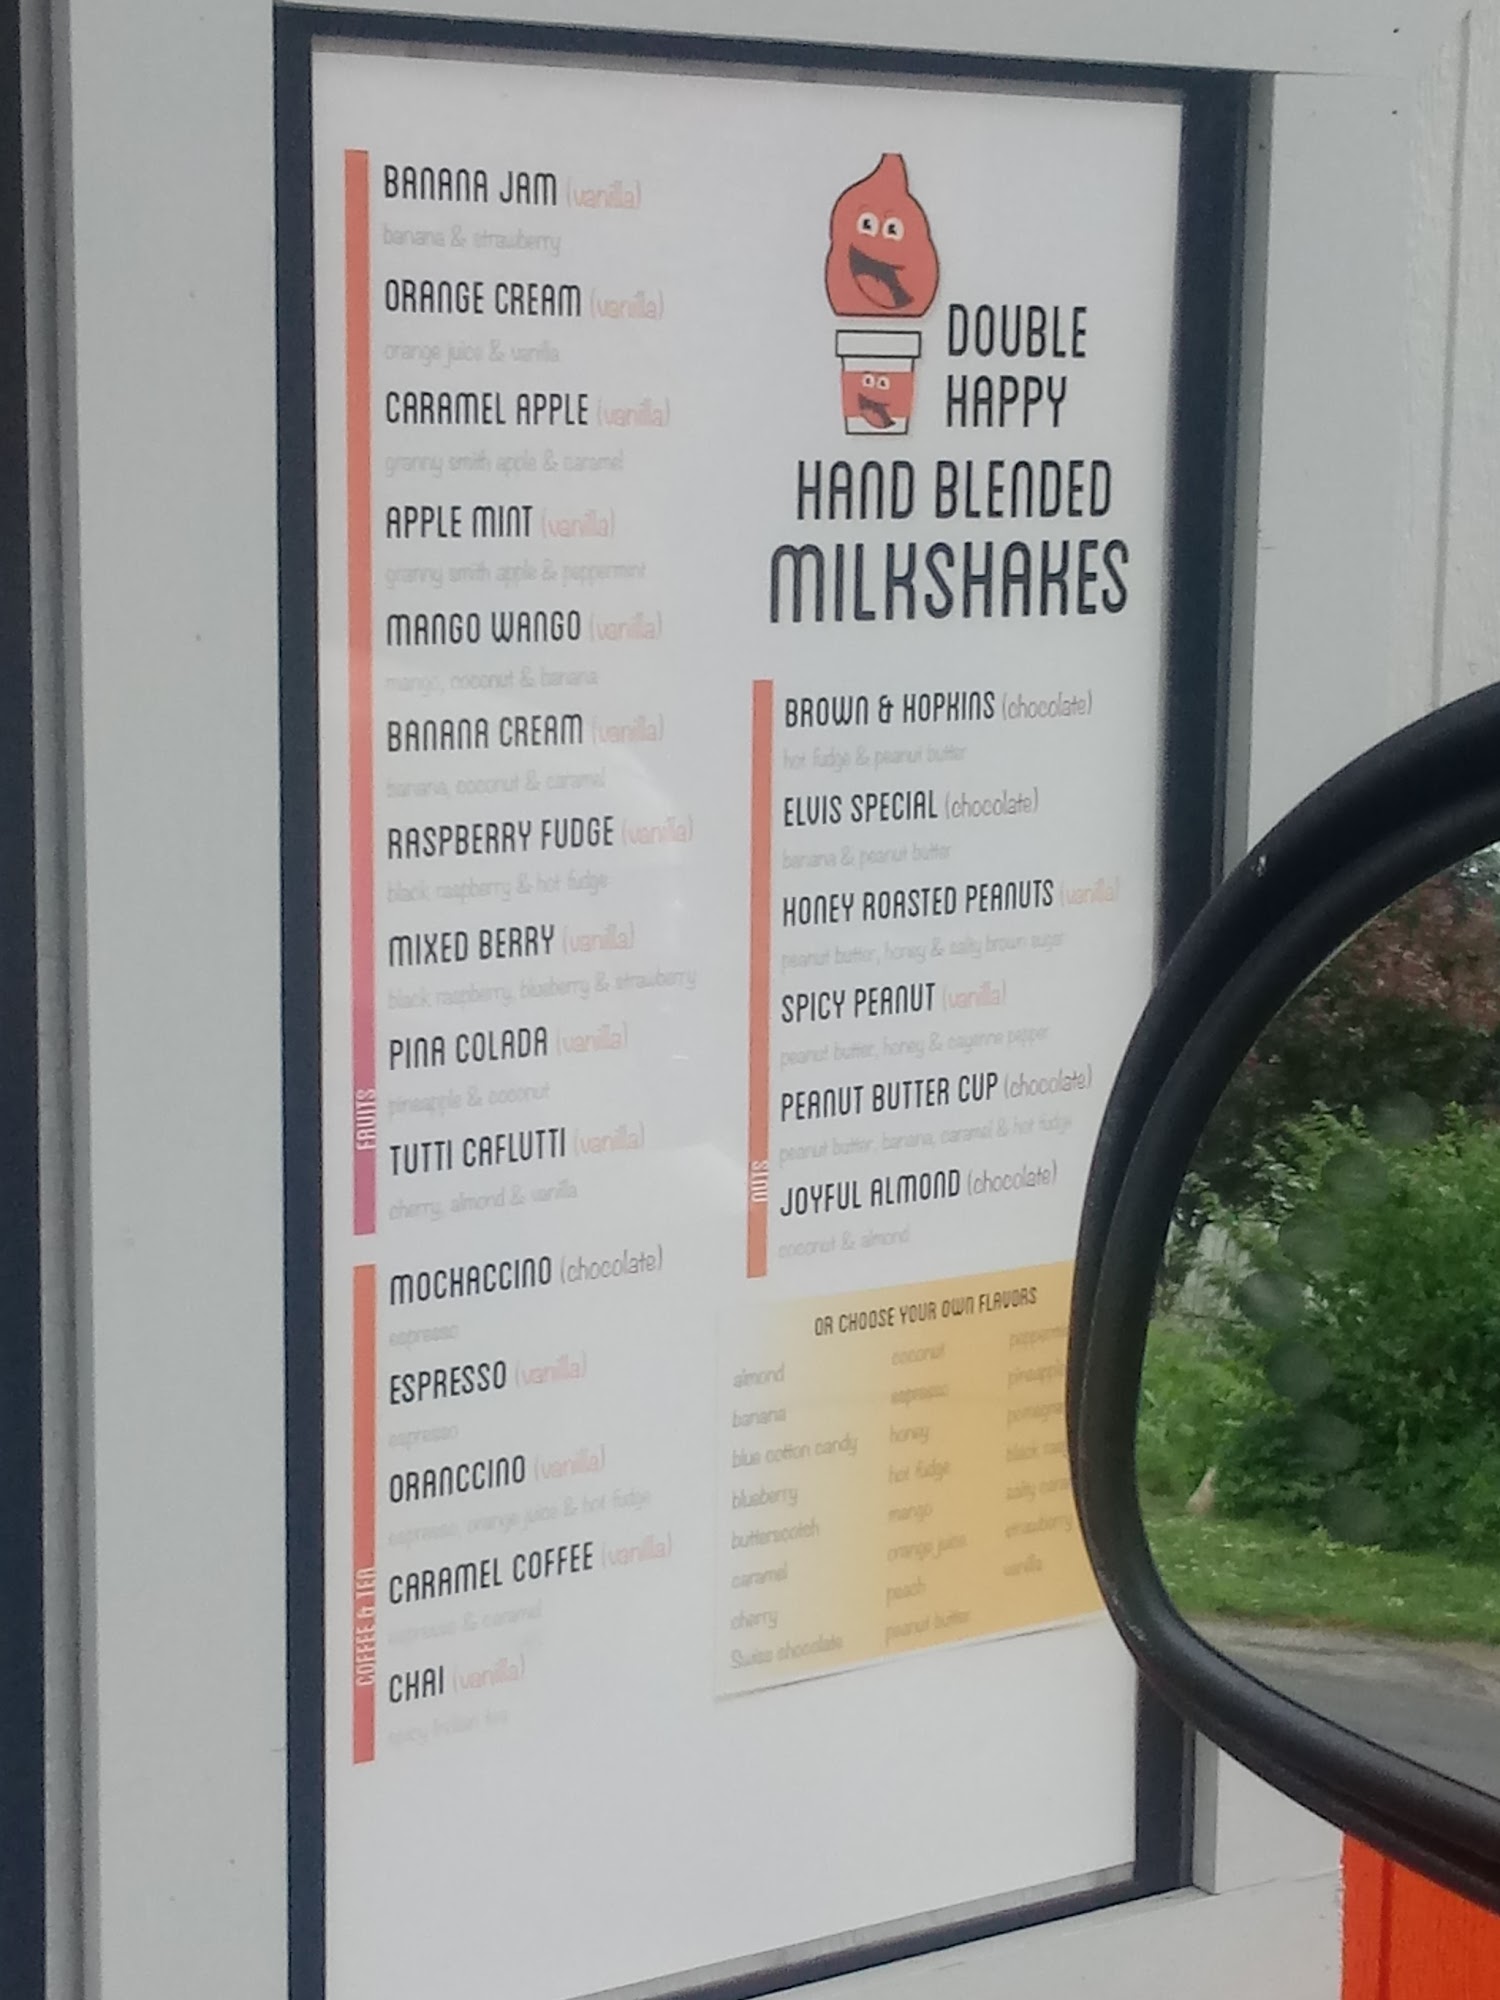 BANANA JAM (vanilla)
banana & strawberry
ORANGE CREAM (vanilla)
orange juice & vanilla
CARAMEL APPLE (vanilla)
granny smith apple & caramel
APPLE MINT (vanilla)
granny smith apple & peppermint
MANGO WANGO (vanilla)
mango, coconut & banana
BANANA CREAM (vanilla)
banana, coconut & caramel
RASPBERRY FUDGE (vanilla)
black raspberry & hot fudge
MIXED BERRY (vanilla)
black raspberry, blueberry & strawberry
PINA COLADA (vanilla)
pineapple & coconut
TUTTI CAFLUTTI (vanilla)
cherry, almond & vanilla
FRUITS
MOCHACCINO (chocolate)
espresso
ESPRESSO (vanilla)
espresso
ORANCCINO (vanilla)
espresso, orange juice & hot fudge
CARAMEL COFFEE (vanilla)
espresso & caramel
CHAI (vanilla)
spicy Indian tea
COFFEE & TEA
DOUBLE
HAPPY
HAND BLENDED
MILKSHAKES
BROWN & HOPKINS (chocolate)
hot fudge & peanut butter
ELVIS SPECIAL (chocolate)
banana & peanut butter
HONEY ROASTED PEANUTS (vanilla)
peanut butter, honey & salty brown sugar
SPICY PEANUT (vanilla)
peanut butter, honey & cayenne pepper
PEANUT BUTTER CUP (chocolate)
peanut butter, banana, caramel & hot fudge
JOYFUL ALMOND (chocolate)
coconut & almond
NUTS
OR CHOOSE YOUR OWN FLAVORS
almond
banana
blue cotton candy
blueberry
butterscotch
caramel
cherry
Swiss chocolate
coconut
espresso
honey
hot fudge
mango
orange juice
peach
peanut butter
black
salty
strawberry
vanilla